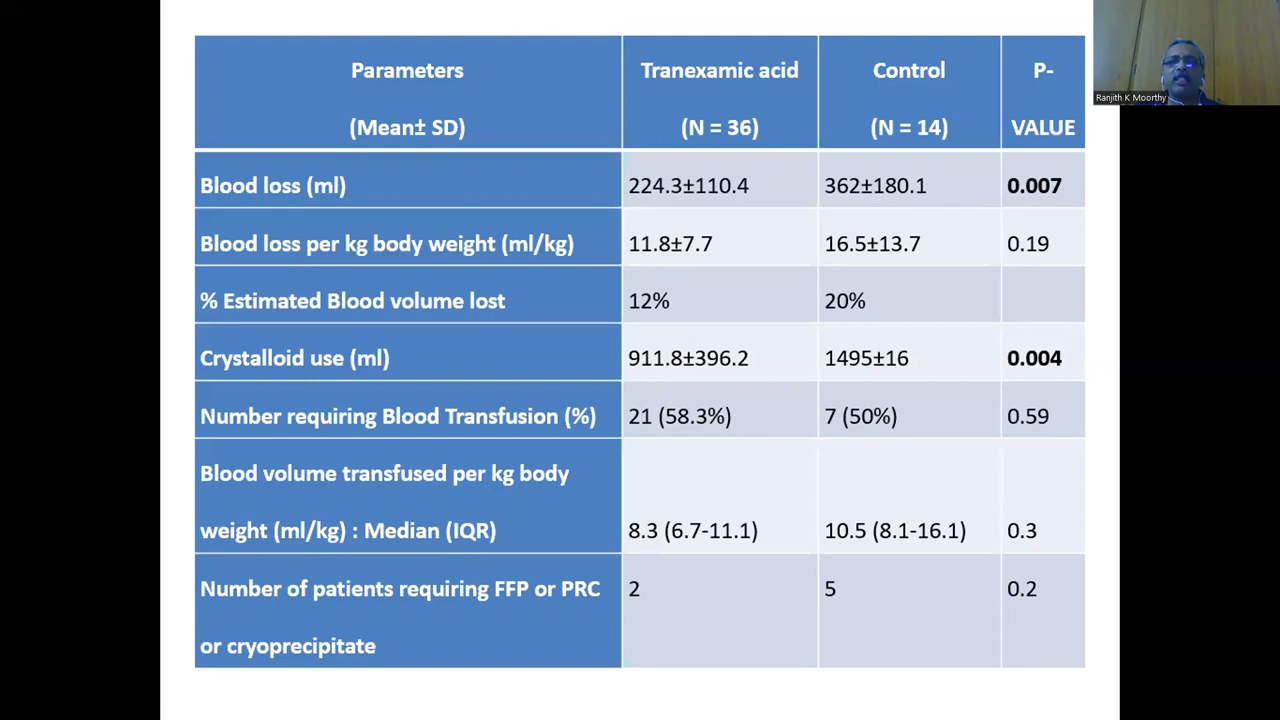 Parameters Tranexamic acid Control P-
(Mean± SD) (N = 36) (N = 14) VALUE
Blood loss (ml) 224.3±110.4 362±180.1 0.007
Blood loss per kg body weight (ml/kg) 11.8±7.7 16.5±13.7 0.19
% Estimated Blood volume lost 12% 20%
Crystalloid use (ml) 911.8±396.2 1495±16 0.004
Number requiring Blood Transfusion (%) 21 (58.3%) 7 (50%) 0.59
Blood volume transfused per kg body
weight (ml/kg) : Median (IQR) 8.3 (6.7-11.1) 10.5 (8.1-16.1) 0.3
Number of patients requiring FFP or PRC 2 5 0.2
or cryoprecipitate
Ranjith K Moorthy